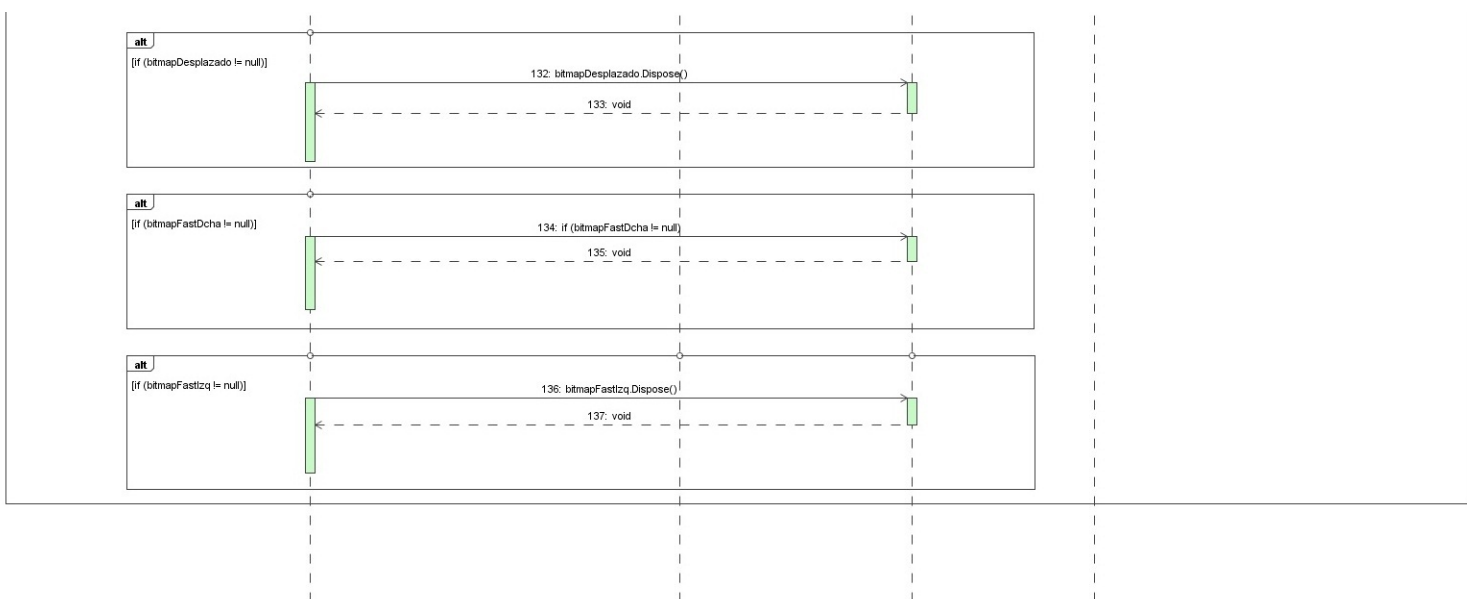 alt
[if (bitmapDesplazado != null)]
132: bitmapDesplazado.Dispose()
133: void
alt
[if (bitmapFastDcha != null)]
134: if (bitmapFastDcha != null)
135: void
alt
[if (bitmapFastIzq != null)]
136: bitmapFastIzq.Dispose()
137: void